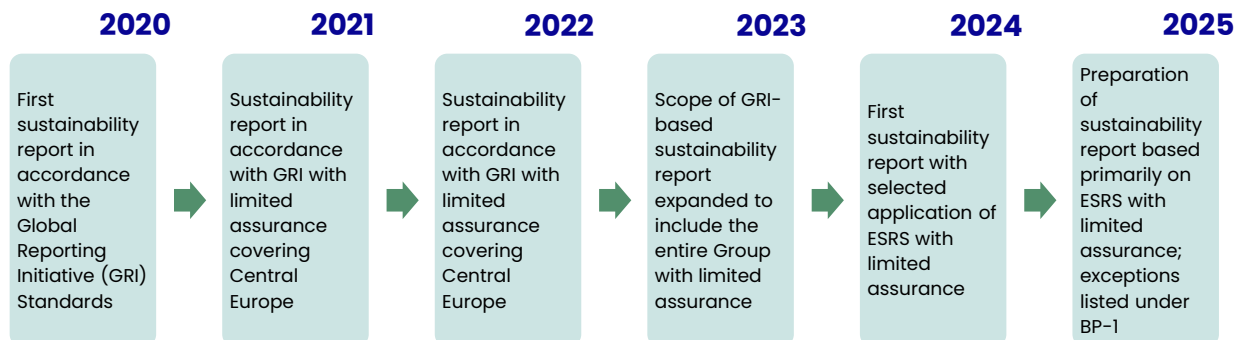 2020
First
sustainability
report in
accordance
with the
Global
Reporting
Initiative (GRI)
Standards
2021
Sustainability
report in
accordance
with GRI with
limited
assurance
covering
Central
Europe
2022
Sustainability
report in
accordance
with GRI with
limited
assurance
covering
Central
Europe
2023
Scope of GRI-
based
sustainability
report
expanded to
include the
entire Group
with limited
assurance
2024
First
sustainability
report with
selected
application of
ESRS with
limited
assurance
2025
Preparation
of
sustainability
report based
primarily on
ESRS with
limited
assurance;
exceptions
listed under
BP-1